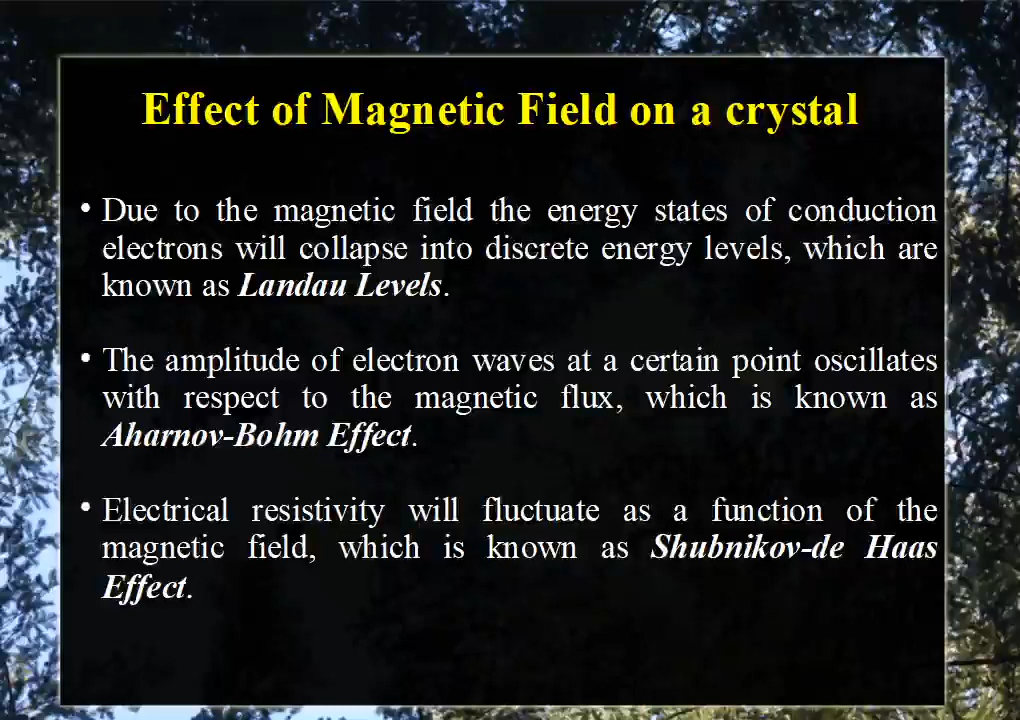 Effect of Magnetic Field on a crystal
• Due to the magnetic field the energy states of conduction
electrons will collapse into discrete energy levels, which are
known as Landau Levels.
• The amplitude of electron waves at a certain point oscillates
with respect to the magnetic flux, which is known as
Aharnov-Bohm Effect.
• Electrical resistivity will fluctuate as a function of the
magnetic field, which is known as Shubnikov-de Haas
Effect.